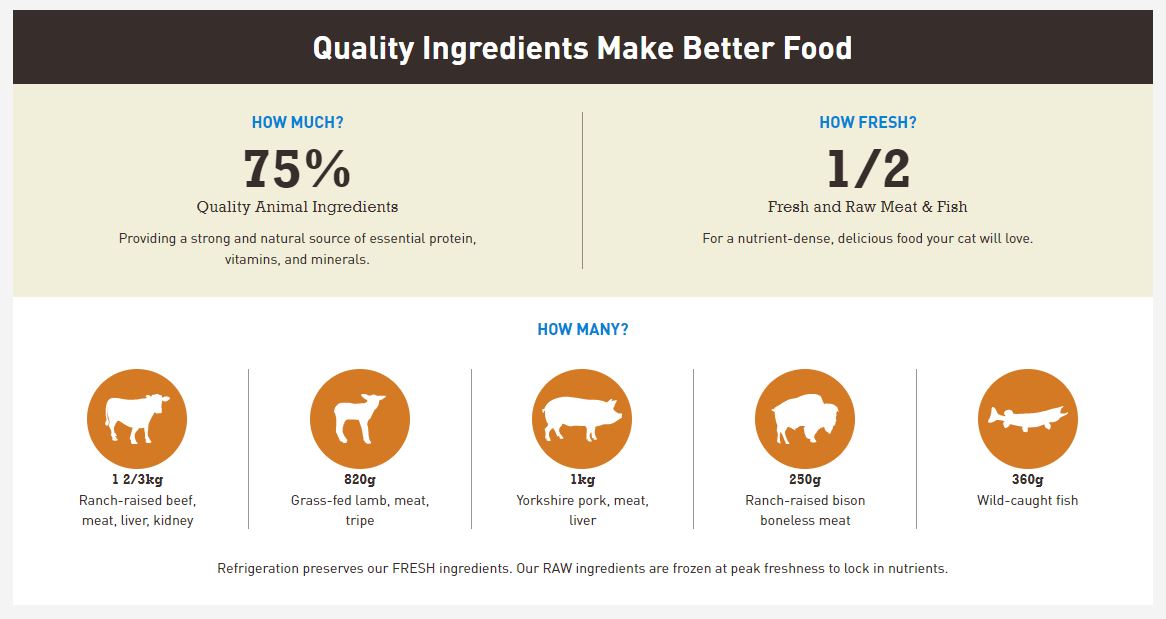 Quality Ingredients Make Better Food
HOW MUCH?
75%
Quality Animal Ingredients
Providing a strong and natural source of essential protein,
vitamins, and minerals.
HOW FRESH?
1/2
Fresh and Raw Meat & Fish
For a nutrient-dense, delicious food your cat will love.
HOW MANY?
1 2/3kg
Ranch-raised beef,
meat, liver, kidney
820g
Grass-fed lamb, meat,
tripe
1kg
Yorkshire pork, meat,
liver
250g
Ranch-raised bison
boneless meat
360g
Wild-caught fish
Refrigeration preserves our FRESH ingredients. Our RAW ingredients are frozen at peak freshness to lock in nutrients.